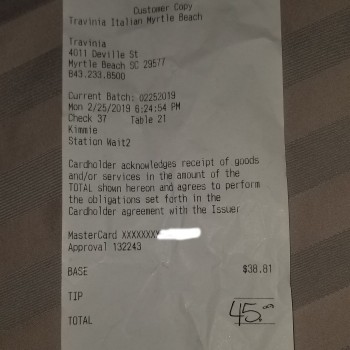 Customer Copy
Travinia Italian Myrtle Beach
Travinia
4011 Deville St
Myrtle Beach SC 29577
843.233.8500
Current Batch: 02252019
Mon 2/25/2019 6:24:54 PM
Check 37 Table 21
Kimmie
Station Wait2
Cardholder acknowledges receipt of goods
and/or services in the amount of the
TOTAL shown hereon and agrees to perform
the obligations set forth in the
Cardholder agreement with the Issuer
MasterCard XXXXXXXX
Approval 132243
BASE $38.81
TIP
TOTAL 45.00